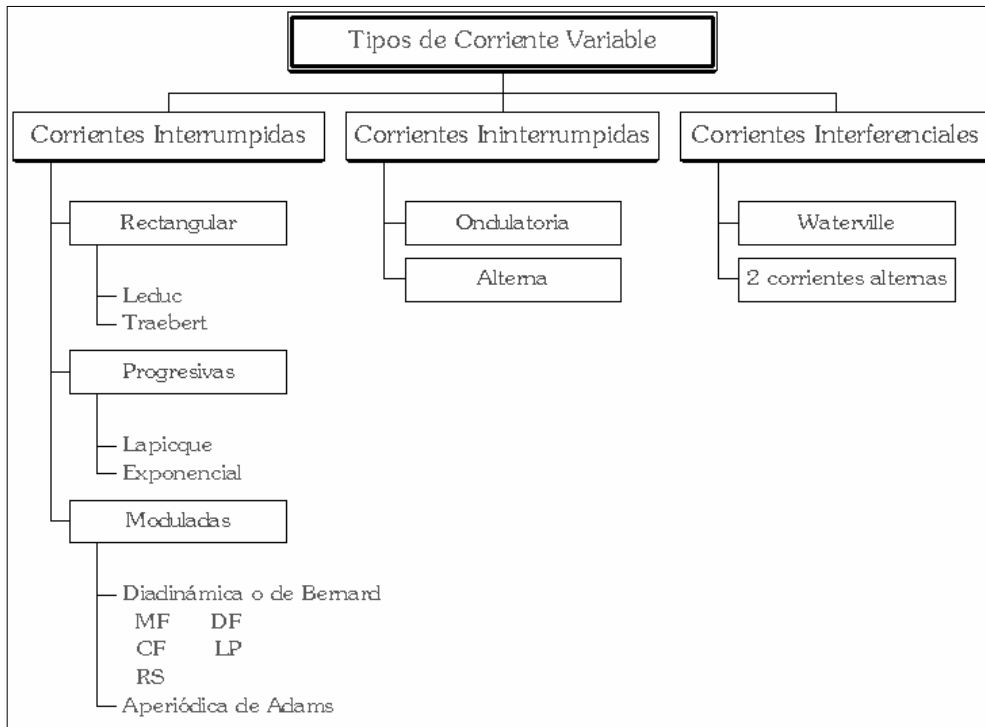 Tipos de Corriente Variable
Corrientes Interrumpidas
Corrientes Ininterrumpidas
Corrientes Interferenciales
Rectangular
Leduc
Traebert
Progresivas
Lapicque
Exponencial
Moduladas
Diadinámica o de Bernard
MF DF
CF LP
RS
Aperiódica de Adams
Ondulatoria
Alterna
Waterville
2 corrientes alternas